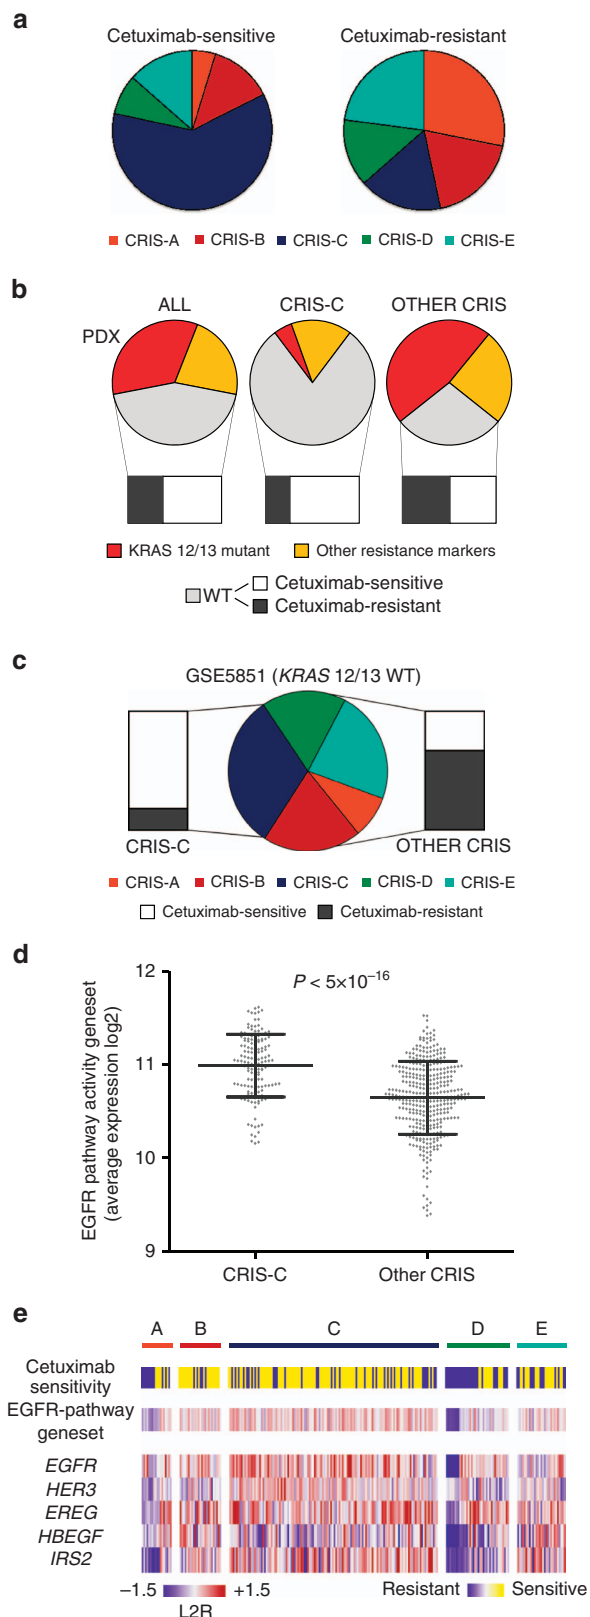 a
Cetuximab-sensitive Cetuximab-resistant
CRIS-A CRIS-B CRIS-C CRIS-D CRIS-E
b
ALL CRIS-C OTHER CRIS
PDX
KRAS 12/13 mutant Other resistance markers
WT Cetuximab-sensitive
Cetuximab-resistant
c
GSE5851 (KRAS 12/13 WT)
CRIS-C OTHER CRIS
CRIS-A CRIS-B CRIS-C CRIS-D CRIS-E
Cetuximab-sensitive Cetuximab-resistant
d
P < 5×10⁻¹⁶
EGFR pathway activity geneset
(average expression log2)
12
11
10
9
CRIS-C Other CRIS
e
A B C D E
Cetuximab
sensitivity
EGFR-pathway
geneset
EGFR
HER3
EREG
HBEGF
IRS2
−1.5 +1.5 Resistant Sensitive
L2R